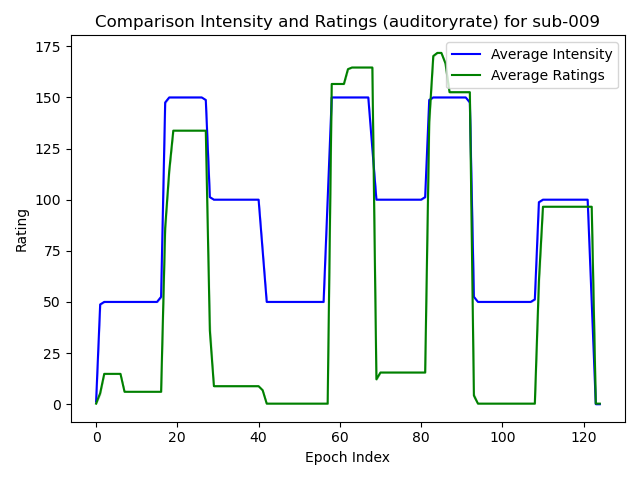 Comparison Intensity and Ratings (auditoryrate) for sub-009
Average Intensity
Average Ratings
175
150
125
100
75
50
25
0
Rating
0 20 40 60 80 100 120
Epoch Index